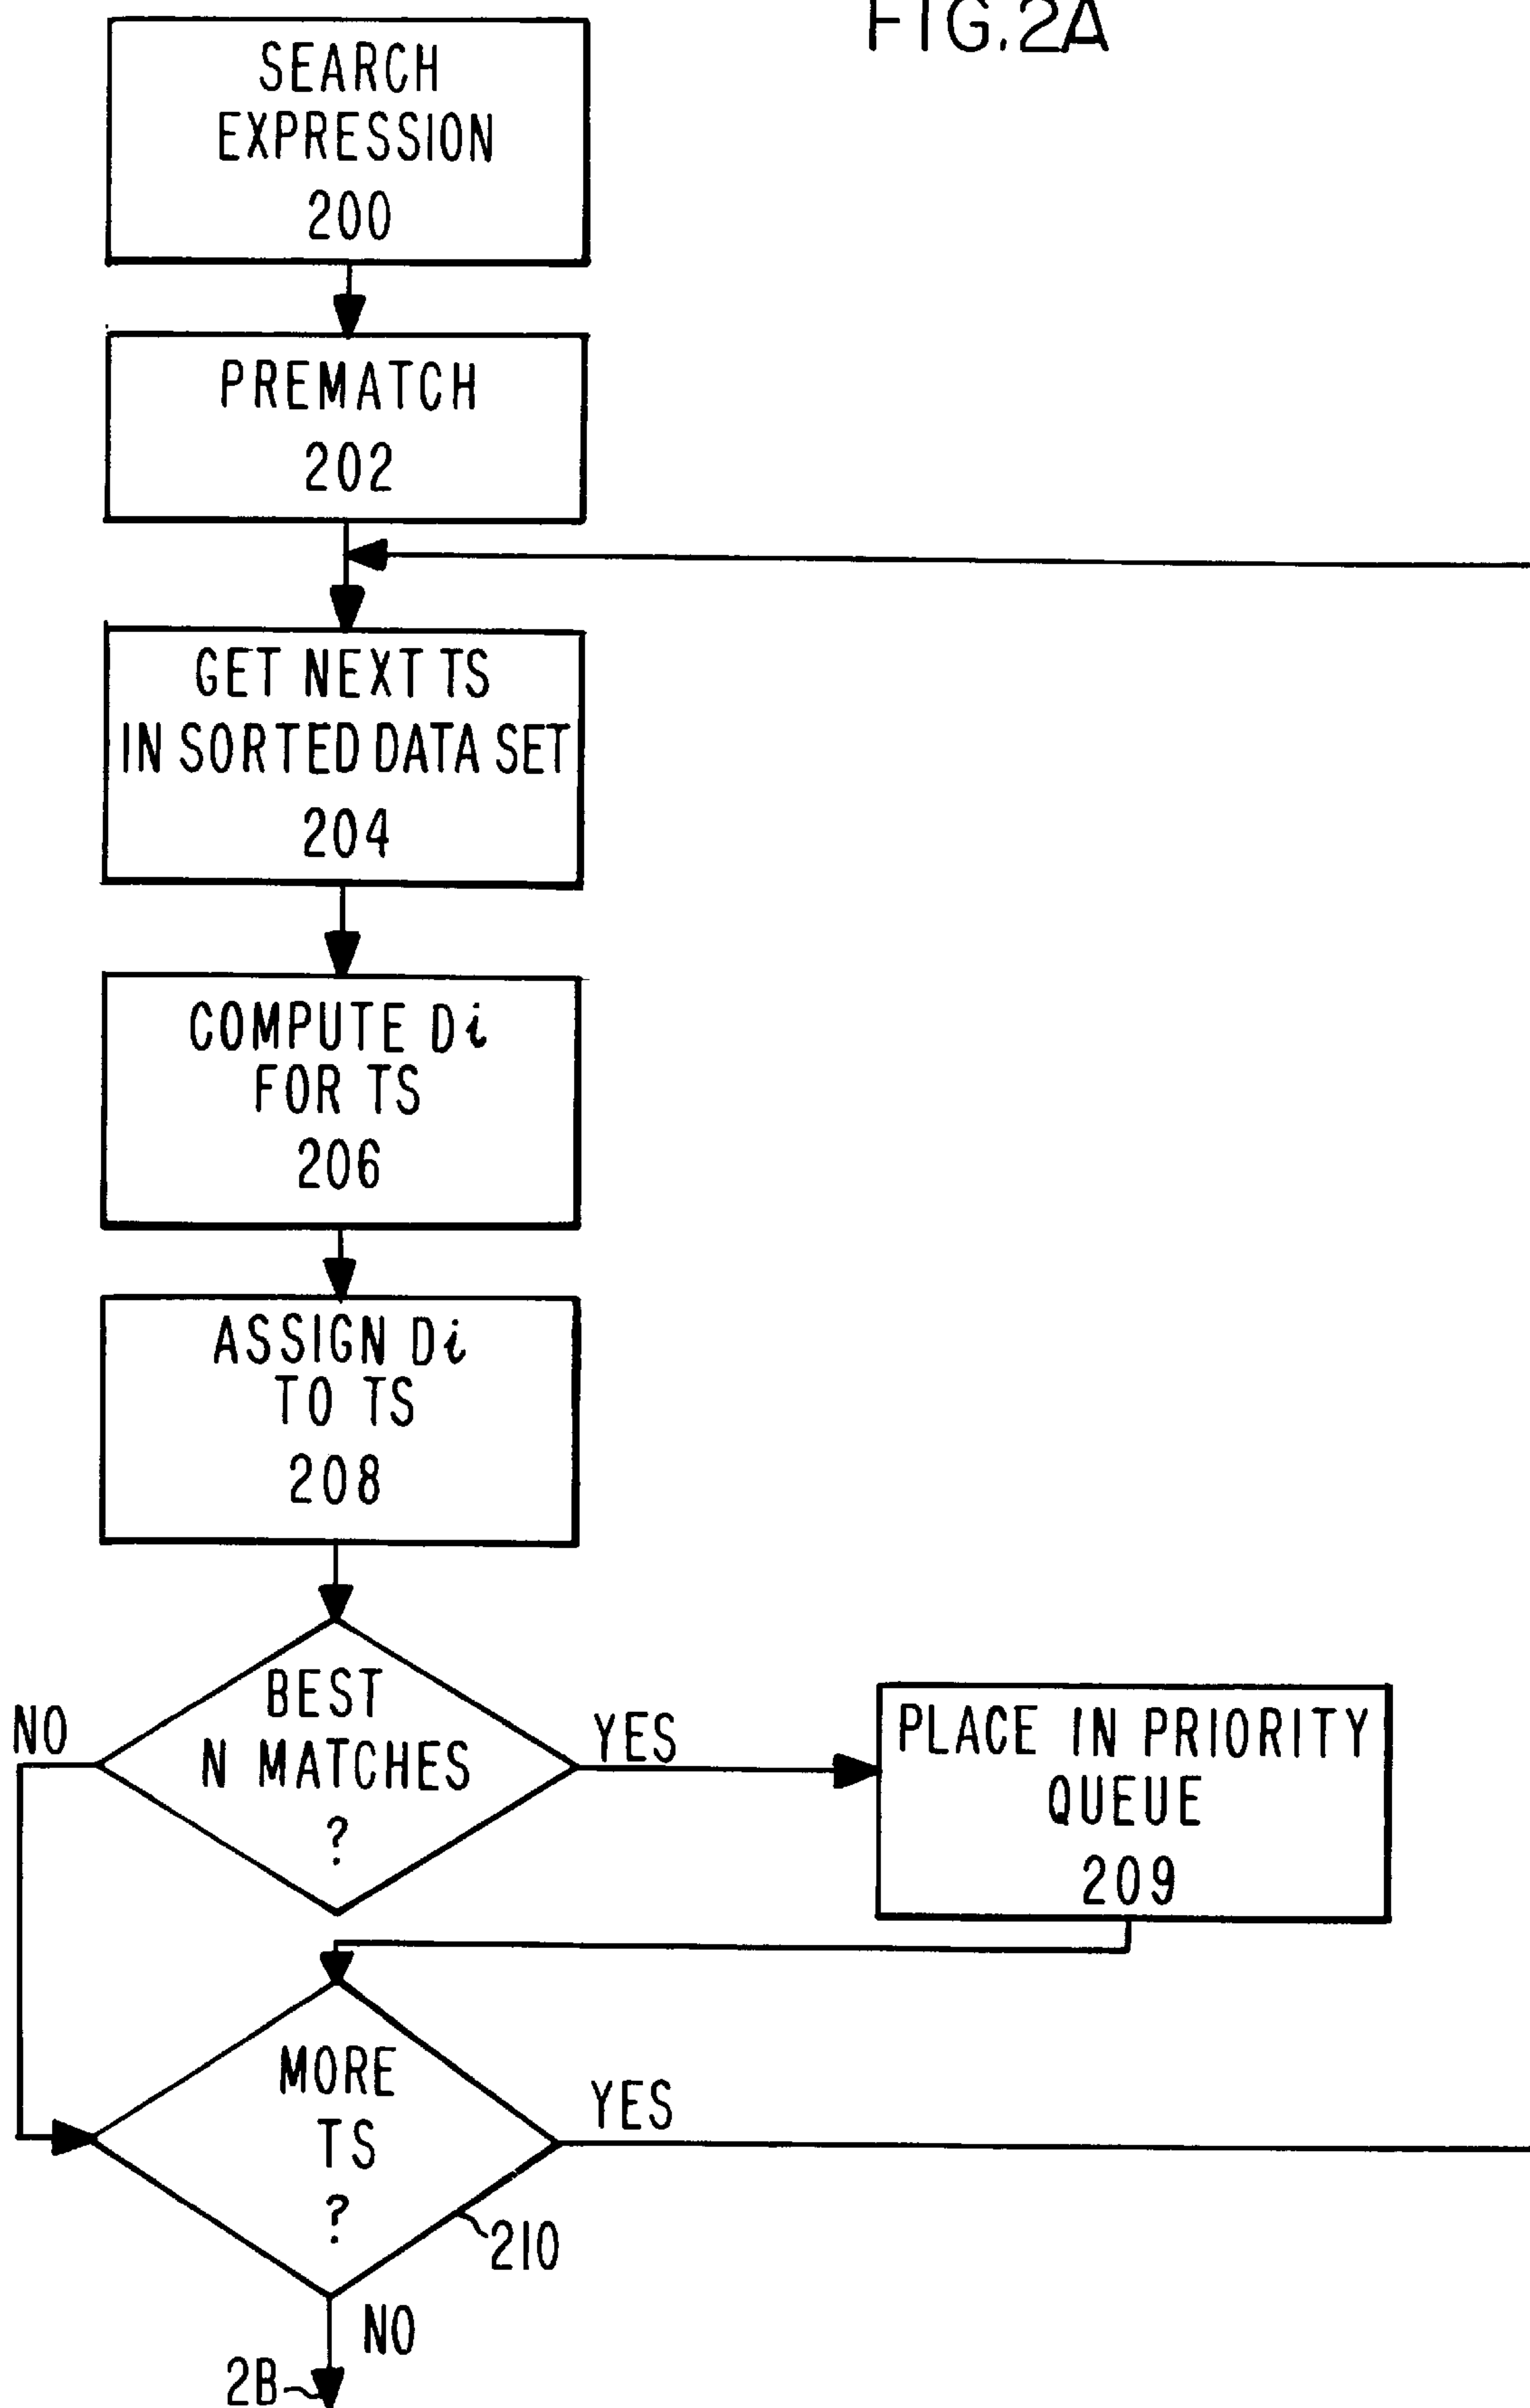 FIG.2A
SEARCH
EXPRESSION
200
PREMATCH
202
GET NEXT TS
IN SORTED DATA SET
204
COMPUTE Di
FOR TS
206
ASSIGN Di
TO TS
208
BEST
N MATCHES
?
NO
YES
PLACE IN PRIORITY
QUEUE
209
MORE
TS
?
YES
210
NO
2B